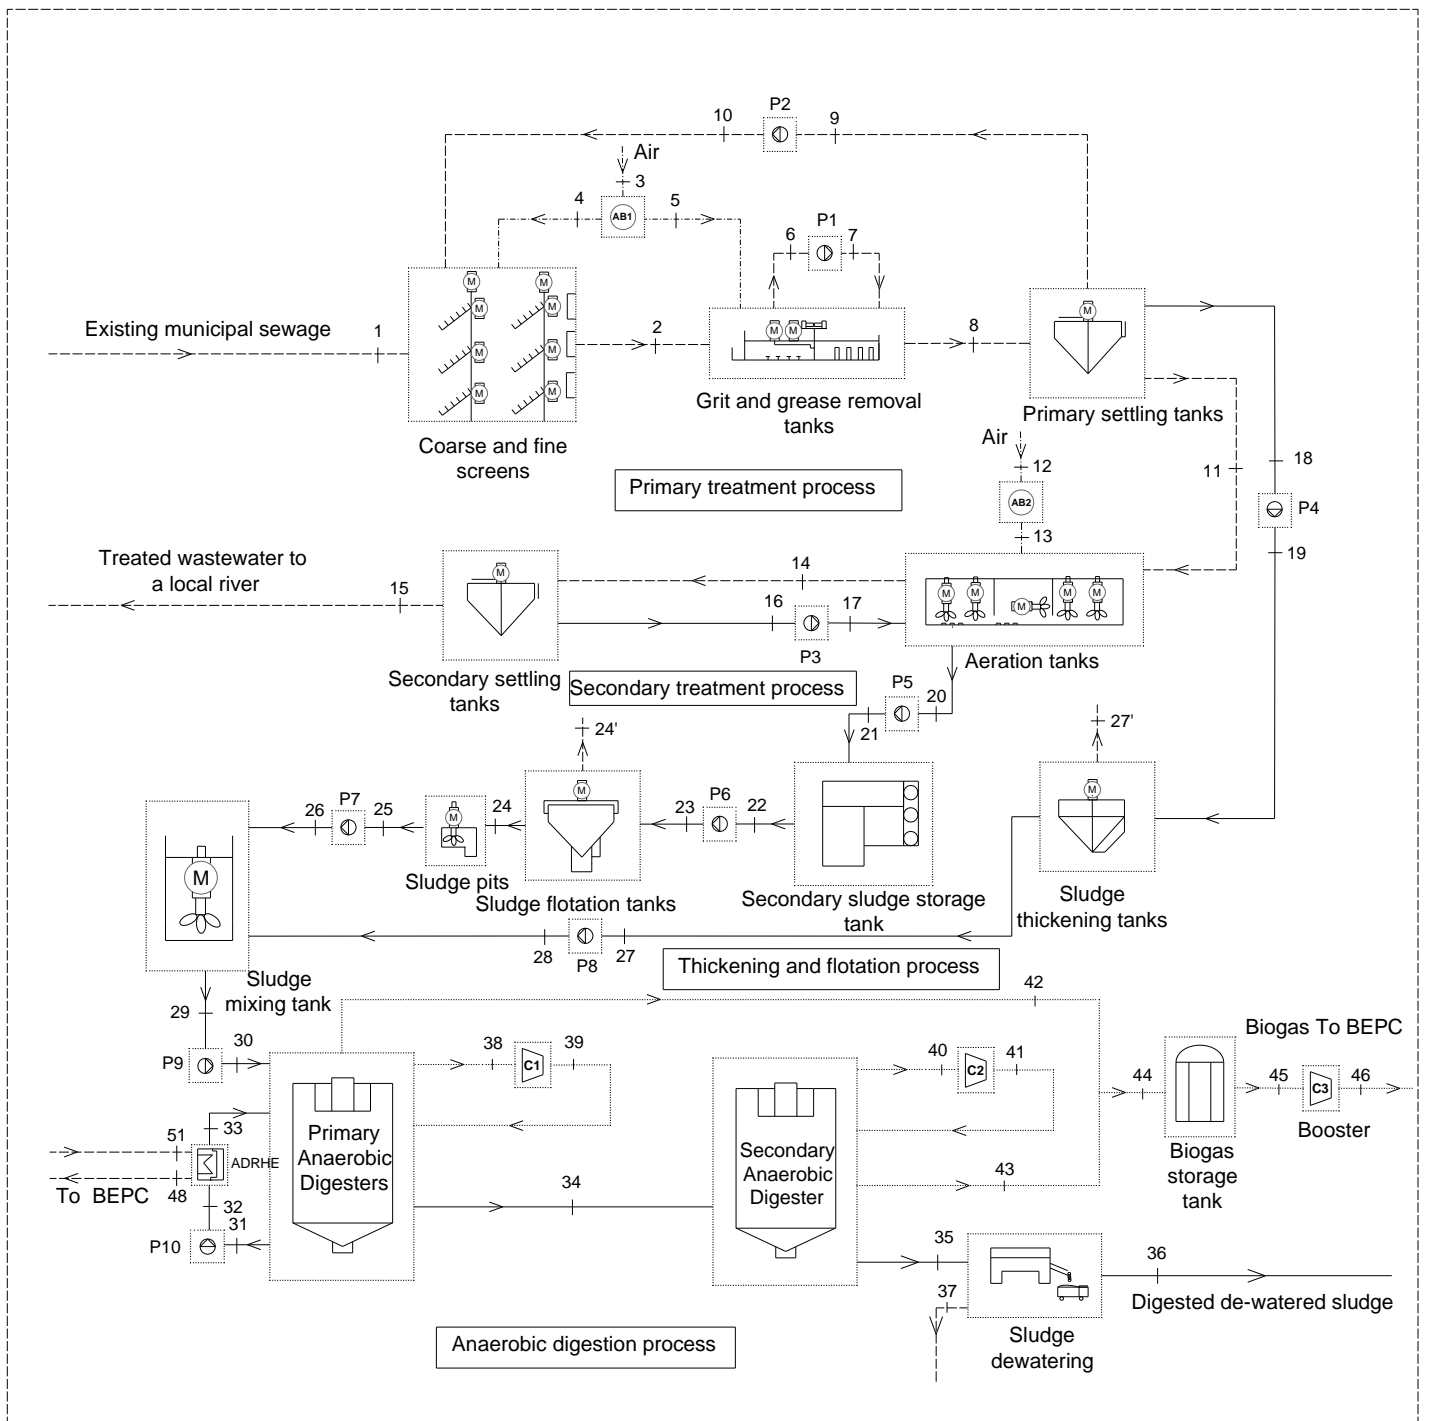 P2
10
9
Air
3
4
5
AB1
P1
6
7
M
M
M
M
M
M
M
M
M
M
M
Existing municipal sewage
1
2
8
Grit and grease removal
tanks
Primary settling tanks
Coarse and fine
screens
Air
12
11
18
Primary treatment process
AB2
P4
13
19
Treated wastewater to
a local river
14
15
M
M
M
M
M
M
16
17
P3
Aeration tanks
Secondary settling
tanks
Secondary treatment process
P5
20
21
24'
27'
M
M
P7
26
25
M
24
P6
23
22
M
Sludge pits
Sludge flotation tanks
Secondary sludge storage
tank
Sludge
thickening tanks
28
P8
27
Thickening and flotation process
Sludge
mixing tank
29
42
Biogas To BEPC
P9
30
38
C1
39
40
C2
41
44
45
C3
46
Booster
33
51
ADRHE
48
To BEPC
32
31
P10
Primary
Anaerobic
Digesters
34
Secondary
Anaerobic
Digester
43
Biogas
storage
tank
35
36
37
Digested de-watered sludge
Sludge
dewatering
Anaerobic digestion process